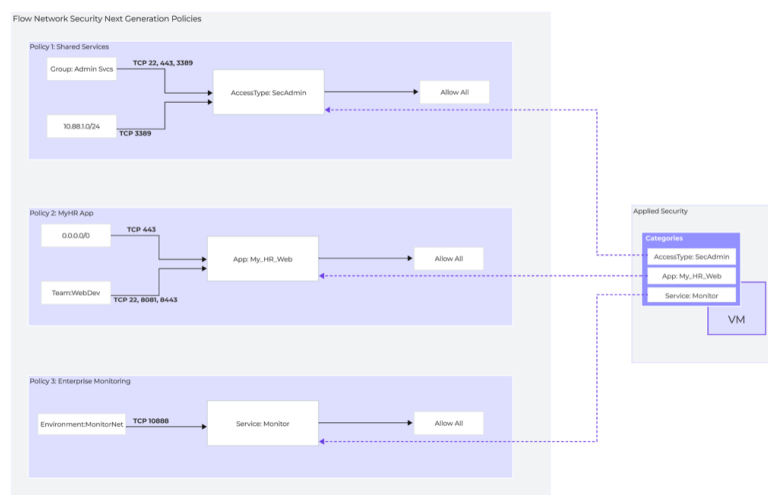 Flow Network Security Next Generation Policies
Policy 1: Shared Services
Group: Admin Svcs
TCP 22, 443, 3389
AccessType: SecAdmin
Allow All
10.88.1.0/24
TCP 3389
Policy 2: MyHR App
0.0.0.0/0
TCP 443
App: My_HR_Web
Allow All
Team:WebDev
TCP 22, 8081, 8443
Policy 3: Enterprise Monitoring
Environment:MonitorNet
TCP 10888
Service: Monitor
Allow All
Applied Security
Categories
AccessType: SecAdmin
App: My_HR_Web
Service: Monitor
VM